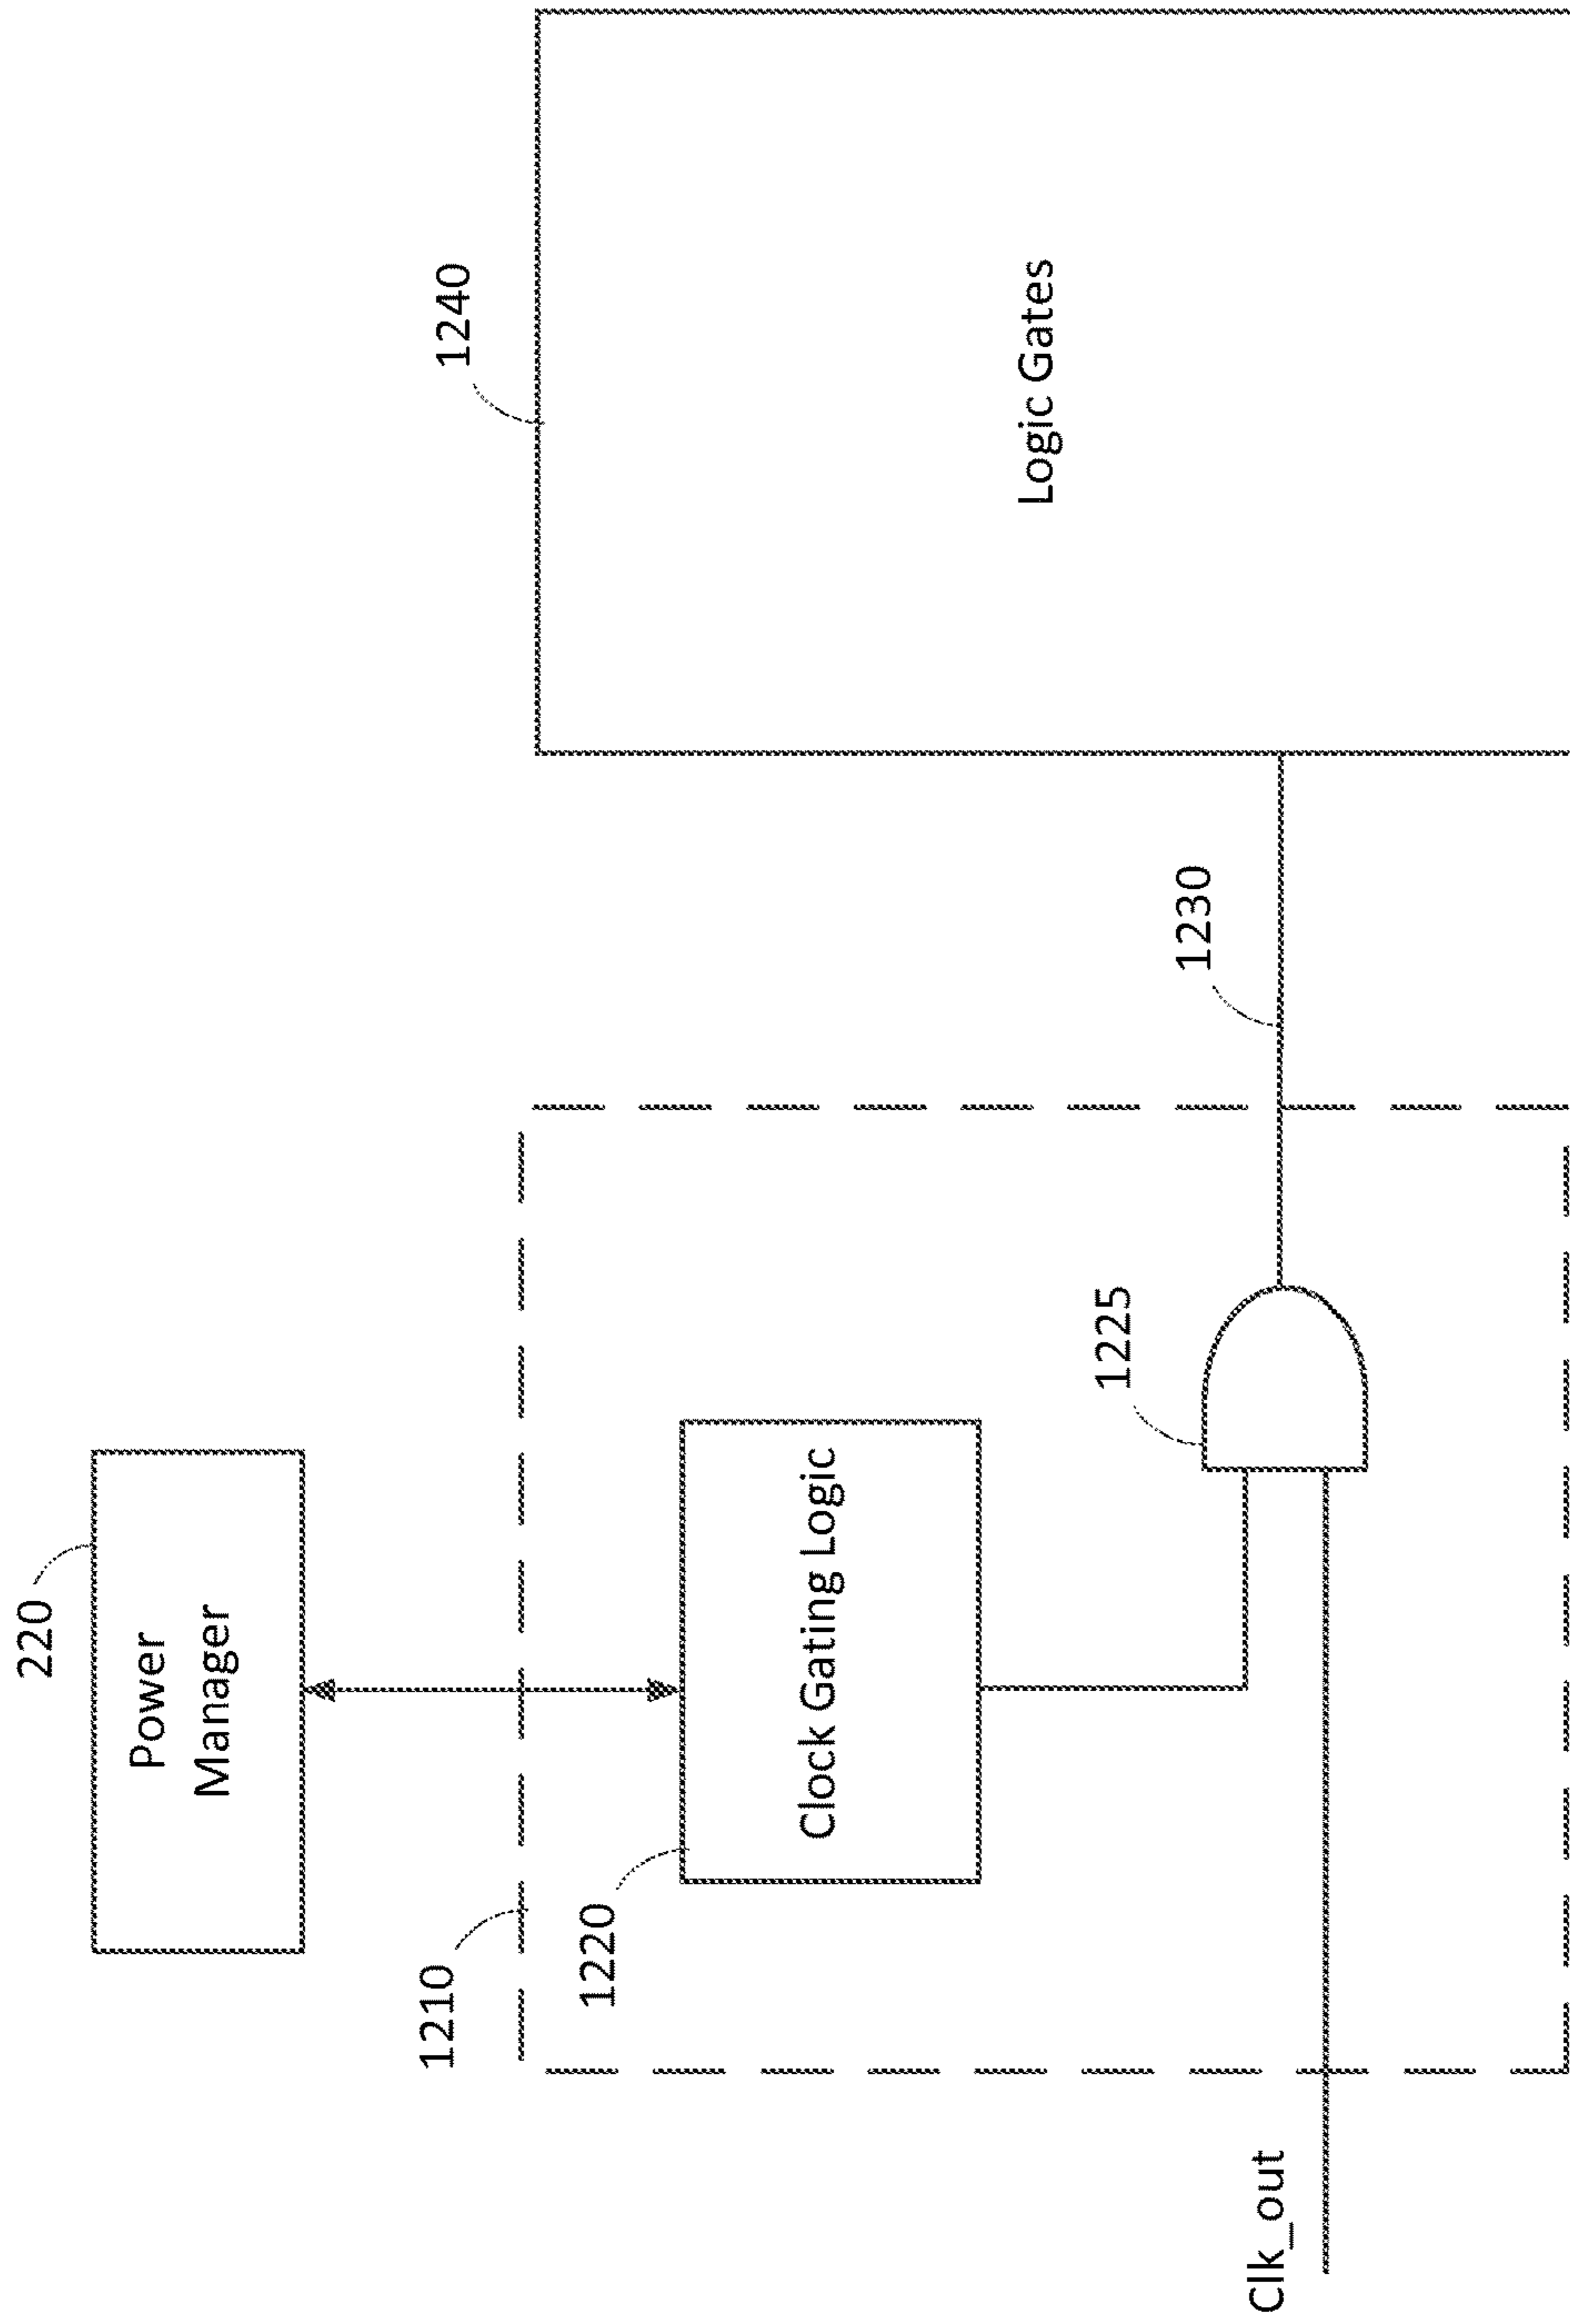 220
Power
Manager
1210
1220
Clock Gating Logic
1225
Clk_out
1230
1240
Logic Gates